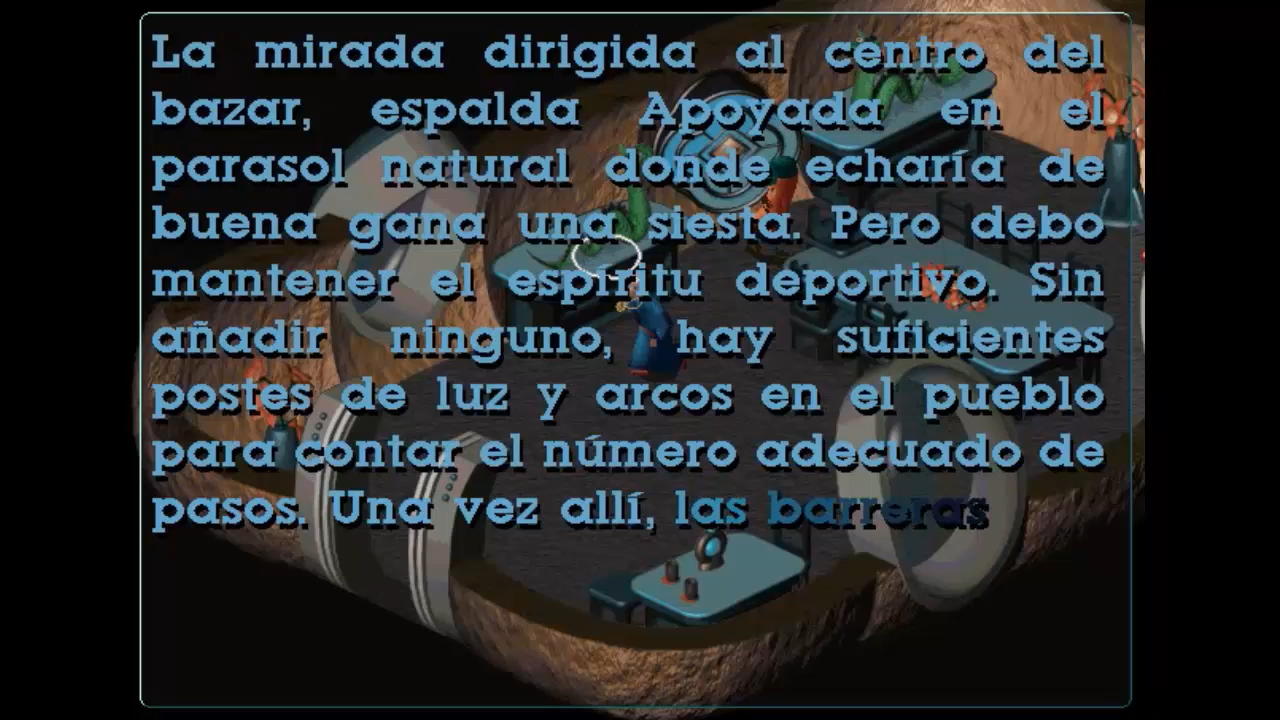 La mirada dirigida al centro del
bazar, espalda Apoyada en el
parasol natural donde echaría de
buena gana una siesta. Pero debo
mantener el espíritu deportivo. Sin
añadir ninguno, hay suficientes
postes de luz y arcos en el pueblo
para contar el número adecuado de
pasos. Una vez allí, las barreras